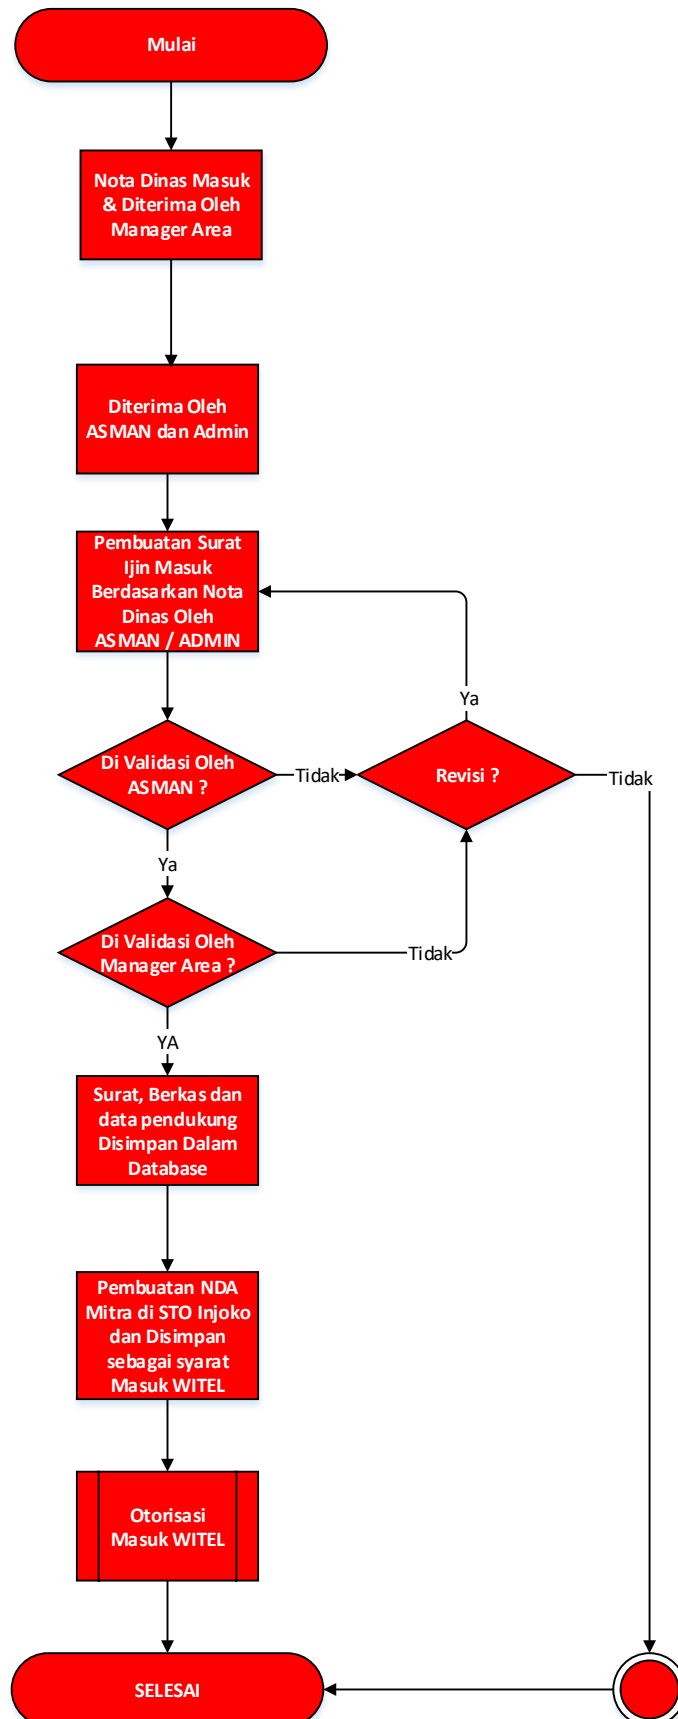 Mulai
Nota Dinas Masuk
& Diterima Oleh
Manager Area
Diterima Oleh
ASMAN dan Admin
Pembuatan Surat
Ijin Masuk
Berdasarkan Nota
Dinas Oleh
ASMAN / ADMIN
Ya
Di Validasi Oleh
ASMAN ?
Tidak
Revisi ?
Tidak
Ya
Di Validasi Oleh
Manager Area ?
Tidak
YA
Surat, Berkas dan
data pendukung
Disimpan Dalam
Database
Pembuatan NDA
Mitra di STO Injoko
dan Disimpan
sebagai syarat
Masuk WITEL
Otorisasi
Masuk WITEL
SELESAI